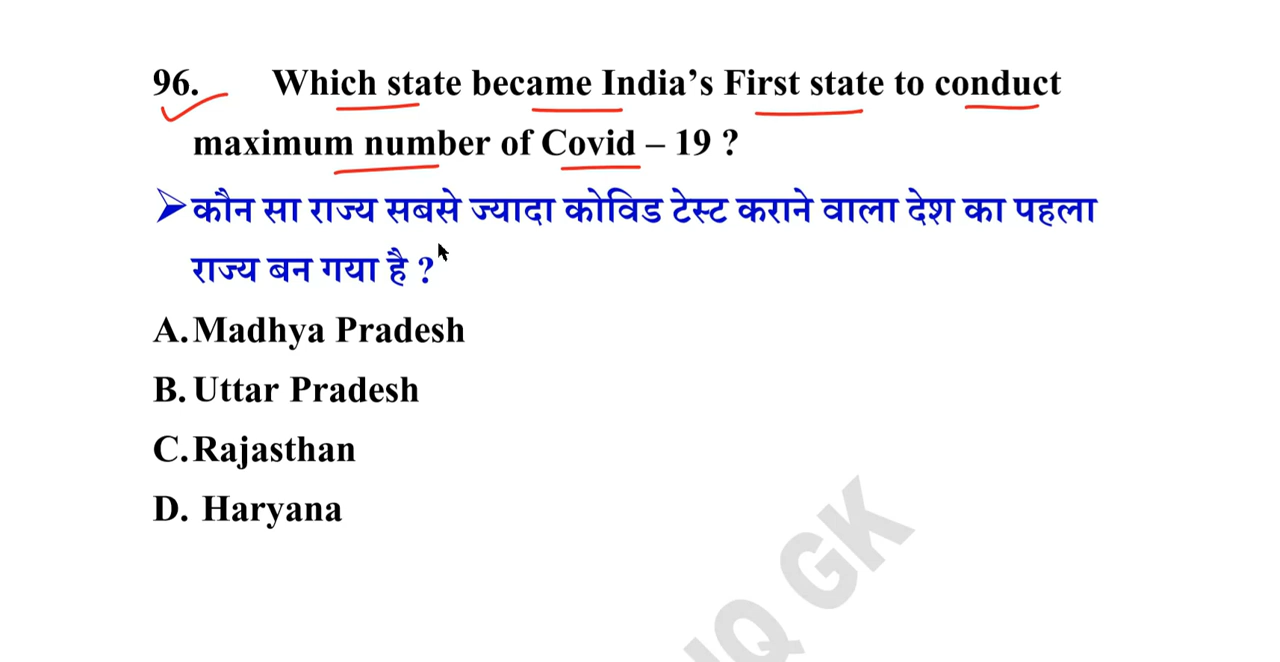 96. Which state became India’s First state to conduct
maximum number of Covid – 19 ?
➢कौन सा राज्य सबसे ज्यादा कोविड टेस्ट कराने वाला देश का पहला
राज्य बन गया है ?
A. Madhya Pradesh
B. Uttar Pradesh
C. Rajasthan
D. Haryana
GK